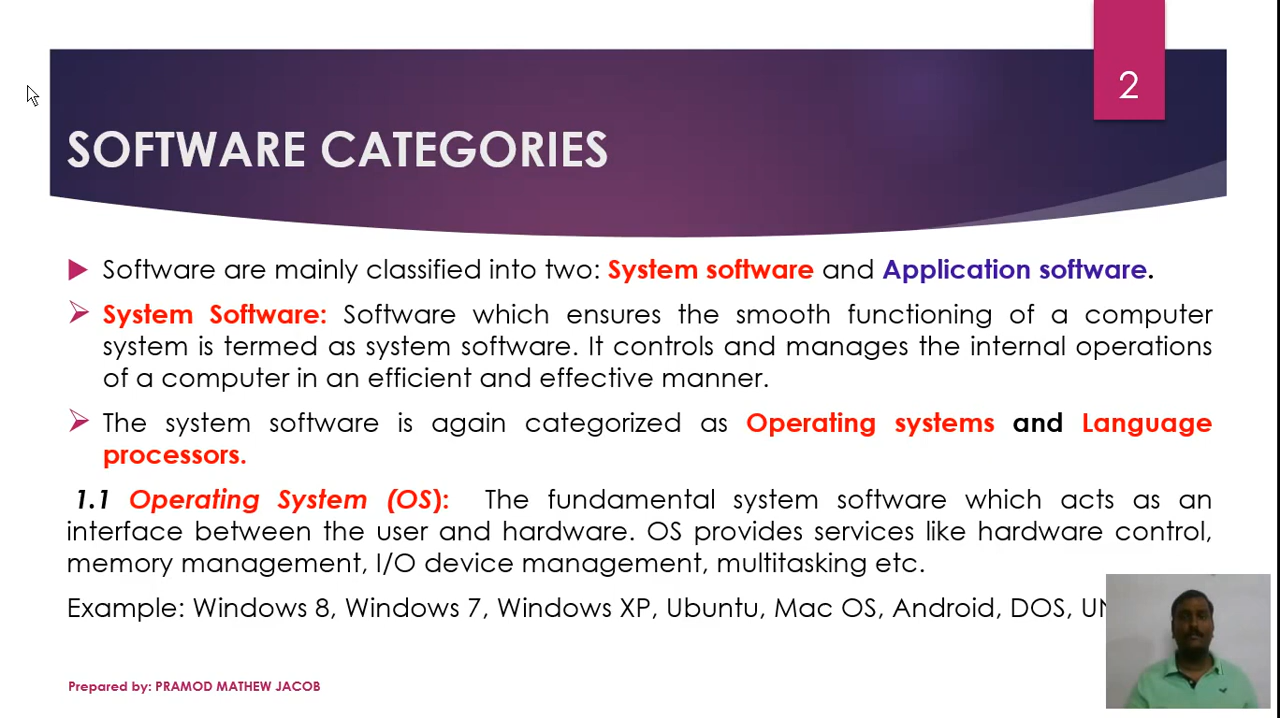 2
SOFTWARE CATEGORIES
Software are mainly classified into two: System software and Application software.
System Software: Software which ensures the smooth functioning of a computer
system is termed as system software. It controls and manages the internal operations
of a computer in an efficient and effective manner.
The system software is again categorized as Operating systems and Language
processors.
1.1 Operating System (OS): The fundamental system software which acts as an
interface between the user and hardware. OS provides services like hardware control,
memory management, I/O device management, multitasking etc.
Example: Windows 8, Windows 7, Windows XP, Ubuntu, Mac OS, Android, DOS,
Prepared by: PRAMOD MATHEW JACOB